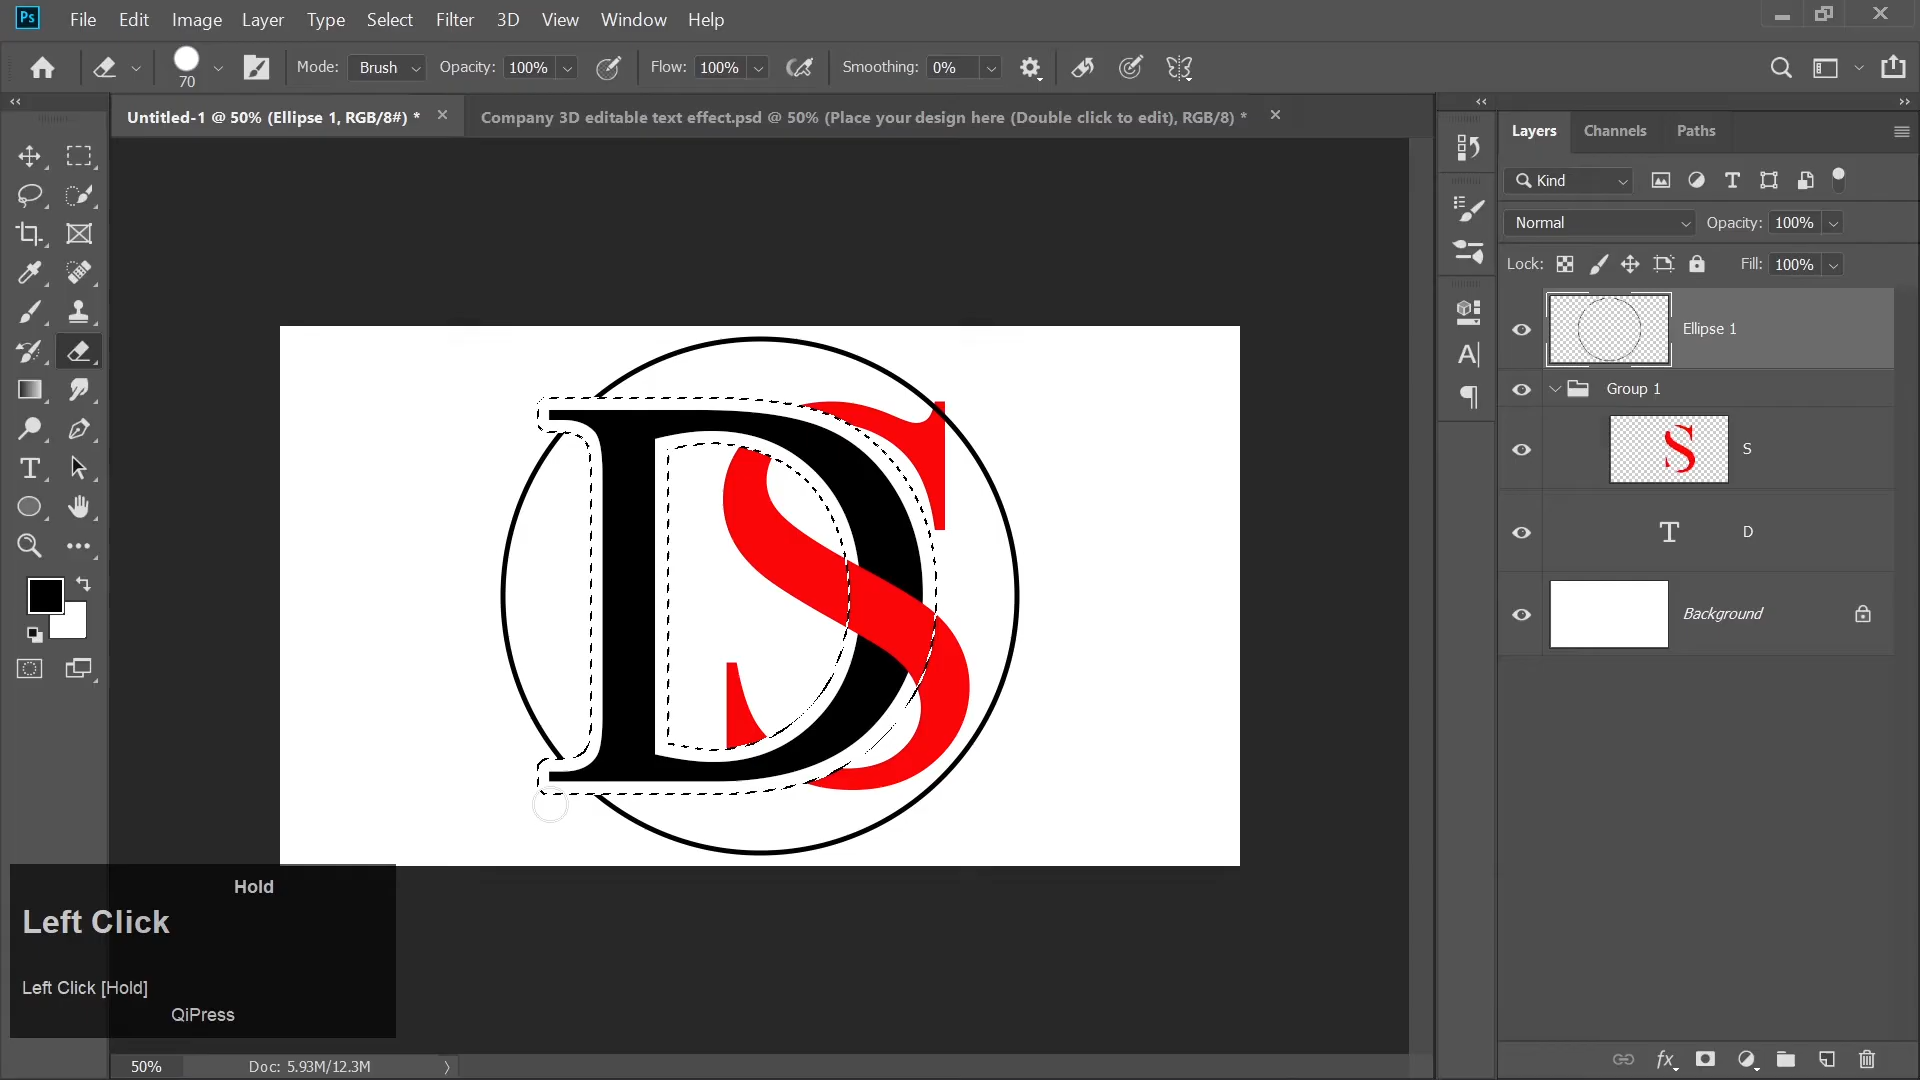 Ps File Edit Image Layer Type Select Filter 3D View Window Help
70 Mode: Brush Opacity: 100% Flow: 100% Smoothing: 0%
Untitled-1 @ 50% (Ellipse 1, RGB/8#) * Company 3D editable text effect.psd @ 50% (Place your design here (Double click to edit), RGB/8) *
Layers Channels Paths
Kind
Normal Opacity: 100%
Lock: Fill: 100%
Ellipse 1
Group 1
S
D
Background
D S
Hold
Left Click
Left Click [Hold]
QiPress
50% Doc: 5.93M/12.3M